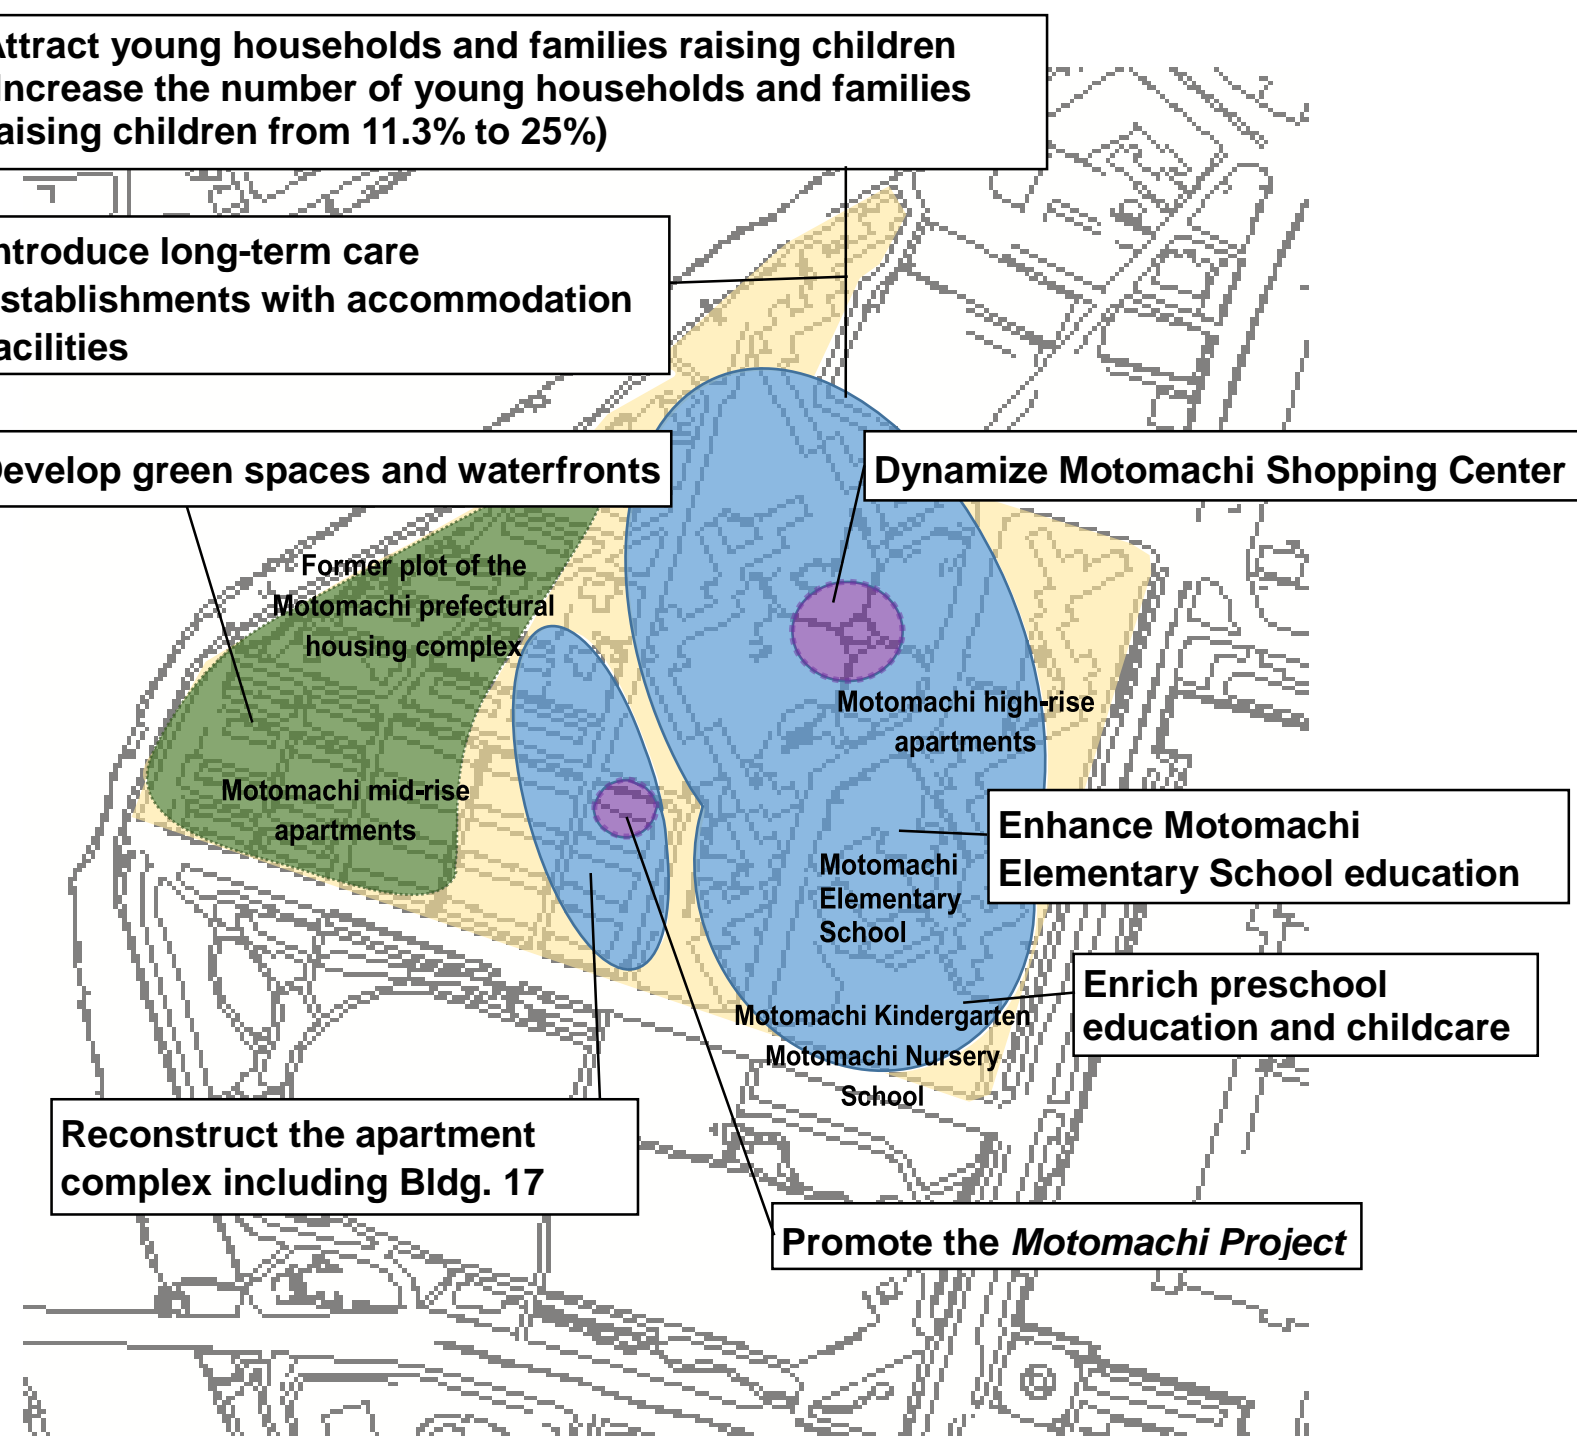 Attract young households and families raising children
Increase the number of young households and families
aising children from 11.3% to 25%)
ntroduce long-term care
stablishments with accommodation
acilities
Develop green spaces and waterfronts
Dynamize Motomachi Shopping Center
Former plot of the
Motomachi prefectural
housing complex
Motomachi high-rise
apartments
Motomachi mid-rise
apartments
Enhance Motomachi
Elementary School education
Motomachi
Elementary
School
Enrich preschool
education and childcare
Motomachi Kindergarten
Motomachi Nursery
School
Reconstruct the apartment
complex including Bldg. 17
Promote the Motomachi Project